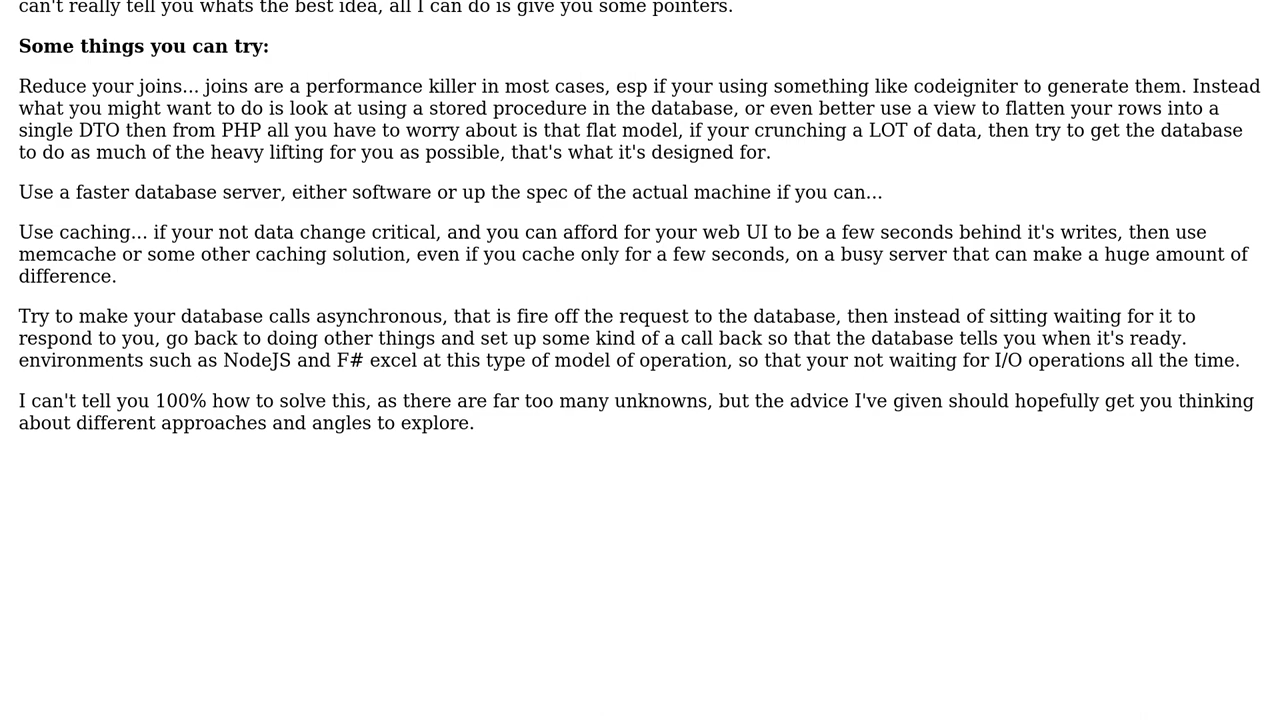 can't really tell you whats the best idea, all I can do is give you some pointers.
Some things you can try:
Reduce your joins... joins are a performance killer in most cases, esp if your using something like codeigniter to generate them. Instead
what you might want to do is look at using a stored procedure in the database, or even better use a view to flatten your rows into a
single DTO then from PHP all you have to worry about is that flat model, if your crunching a LOT of data, then try to get the database
to do as much of the heavy lifting for you as possible, that's what it's designed for.
Use a faster database server, either software or up the spec of the actual machine if you can...
Use caching... if your not data change critical, and you can afford for your web UI to be a few seconds behind it's writes, then use
memcache or some other caching solution, even if you cache only for a few seconds, on a busy server that can make a huge amount of
difference.
Try to make your database calls asynchronous, that is fire off the request to the database, then instead of sitting waiting for it to
respond to you, go back to doing other things and set up some kind of a call back so that the database tells you when it's ready.
environments such as NodeJS and F# excel at this type of model of operation, so that your not waiting for I/O operations all the time.
I can't tell you 100% how to solve this, as there are far too many unknowns, but the advice I've given should hopefully get you thinking
about different approaches and angles to explore.